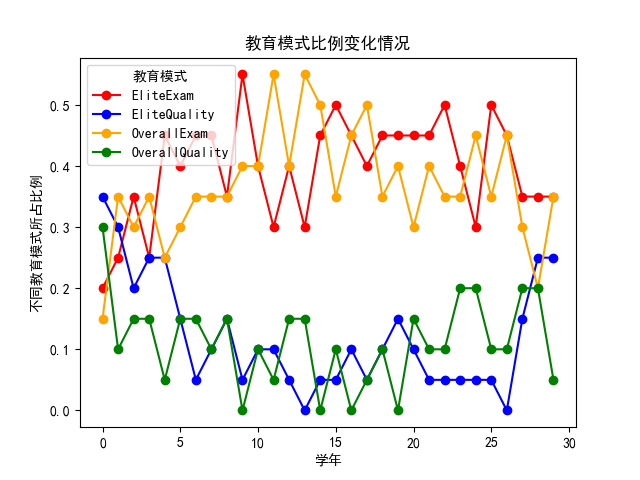 教育模式比例变化情况
教育模式
EliteExam
EliteQuality
OverallExam
OverallQuality
不同教育模式所占比例
0.5
0.4
0.3
0.2
0.1
0.0
0 5 10 15 20 25 30
学年